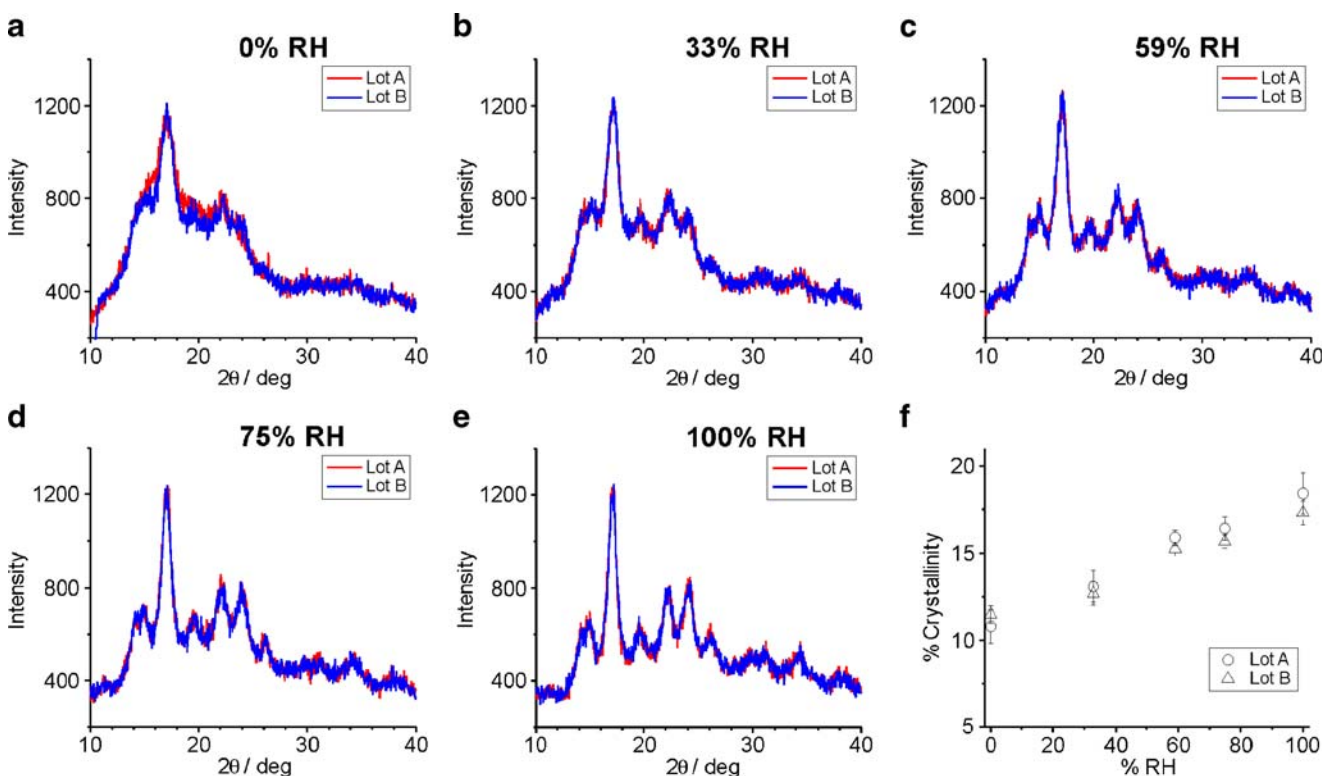 a
0% RH
Lot A
Lot B
1200
800
400
Intensity
10 20 30 40
2θ / deg
b
33% RH
Lot A
Lot B
1200
800
400
Intensity
10 20 30 40
2θ / deg
c
59% RH
Lot A
Lot B
1200
800
400
Intensity
10 20 30 40
2θ / deg
d
75% RH
Lot A
Lot B
1200
800
400
Intensity
10 20 30 40
2θ / deg
e
100% RH
Lot A
Lot B
1200
800
400
Intensity
10 20 30 40
2θ / deg
f
20
15
10
5
% Crystallinity
Lot A
Lot B
0 20 40 60 80 100
% RH